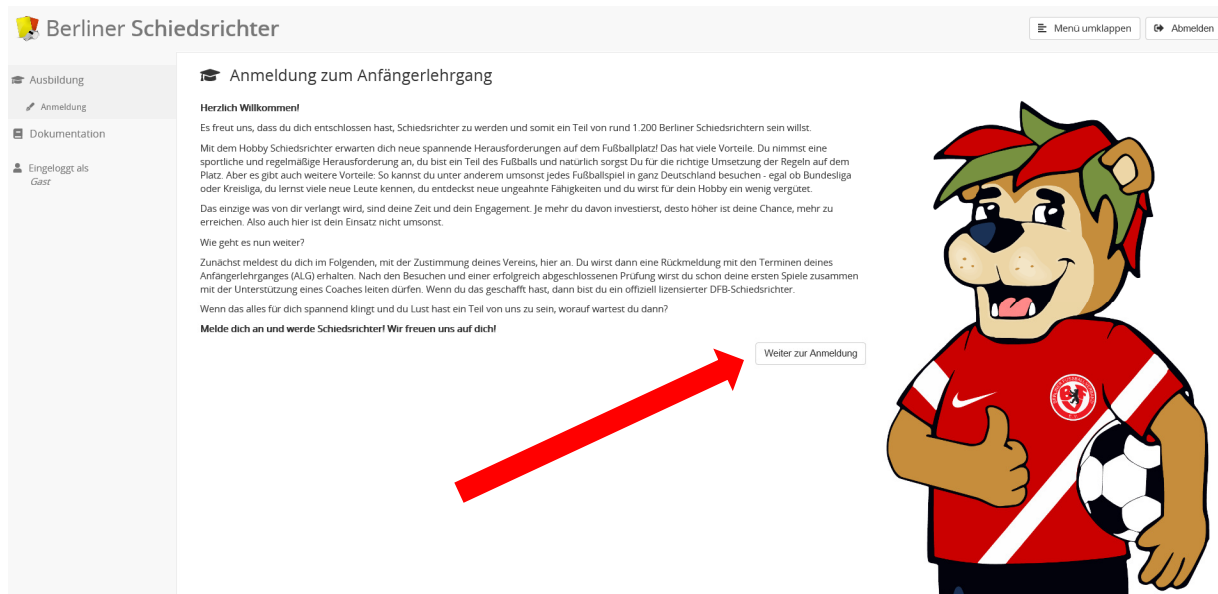 Berliner Schiedsrichter
Menü umklappen
Abmelden
Ausbildung
Anmeldung
Dokumentation
Eingeloggt als
Gast
Anmeldung zum Anfängerlehrgang
Herzlich Willkommen!
Es freut uns, dass du dich entschlossen hast, Schiedsrichter zu werden und somit ein Teil von rund 1.200 Berliner Schiedsrichtern sein willst.
Mit dem Hobby Schiedsrichter erwarten dich neue spannende Herausforderungen auf dem Fußballplatz! Das hat viele Vorteile. Du nimmst eine
sportliche und regelmäßige Herausforderung an, du bist ein Teil des Fußballs und natürlich sorgst Du für die richtige Umsetzung der Regeln auf dem
Platz. Aber es gibt auch weitere Vorteile: So kannst du unter anderem umsonst jedes Fußballspiel in ganz Deutschland besuchen - egal ob Bundesliga
oder Kreisliga, du lernst viele neue Leute kennen, du entdeckst neue ungeahnte Fähigkeiten und du wirst für dein Hobby ein wenig vergütet.
Das einzige was von dir verlangt wird, sind deine Zeit und dein Engagement. Je mehr du davon investierst, desto höher ist deine Chance, mehr zu
erreichen. Also auch hier ist dein Einsatz nicht umsonst.
Wie geht es nun weiter?
Zunächst meldest du dich im Folgenden, mit der Zustimmung deines Vereins, hier an. Du wirst dann eine Rückmeldung mit den Terminen deines
Anfängerlehrganges (ALG) erhalten. Nach den Besuchen und einer erfolgreich abgeschlossenen Prüfung wirst du schon deine ersten Spiele zusammen
mit der Unterstützung eines Coaches leiten dürfen. Wenn du das geschafft hast, dann bist du ein offiziell lizensierter DFB-Schiedsrichter.
Wenn das alles für dich spannend klingt und du Lust hast ein Teil von uns zu sein, worauf wartest du dann?
Melde dich an und werde Schiedsrichter! Wir freuen uns auf dich!
Weiter zur Anmeldung